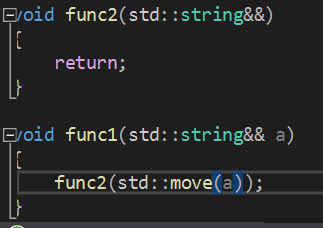 void func2(std::string&&)
{
return;
}
void func1(std::string&& a)
{
func2(std::move(a));
}